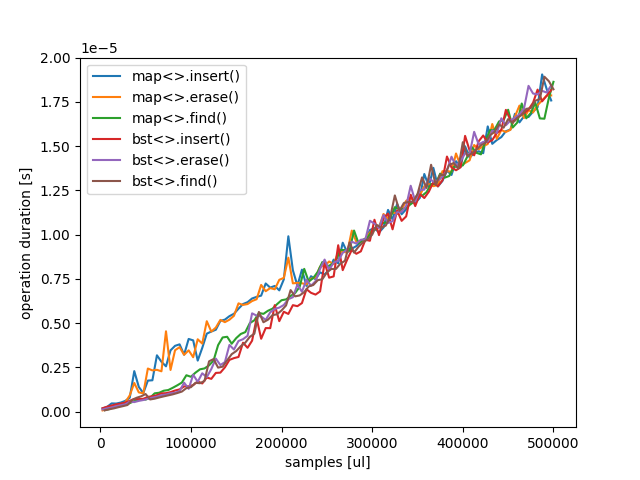 1e−5
2.00
1.75
1.50
1.25
1.00
0.75
0.50
0.25
0.00
operation duration [s]
map<>.insert()
map<>.erase()
map<>.find()
bst<>.insert()
bst<>.erase()
bst<>.find()
0 100000 200000 300000 400000 500000
samples [ul]